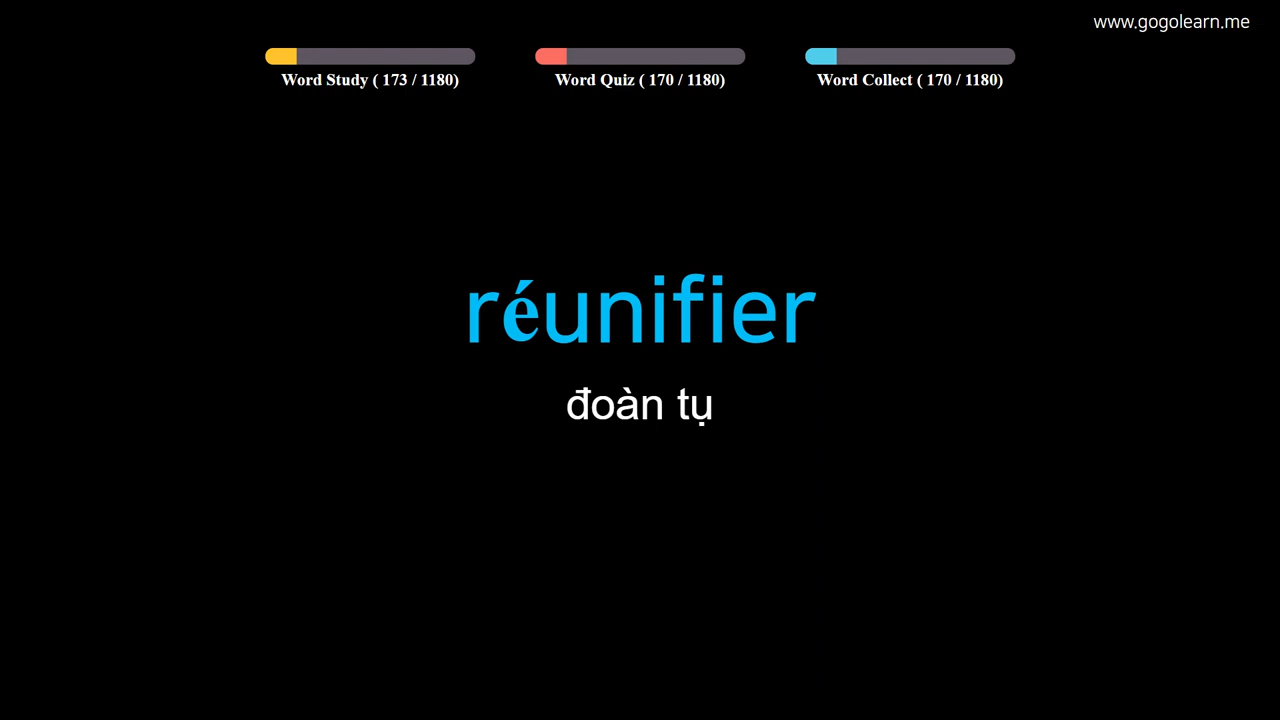 www.gogolearn.me
Word Study ( 173 / 1180)
Word Quiz ( 170 / 1180)
Word Collect ( 170 / 1180)
réunifier
đoàn tụ